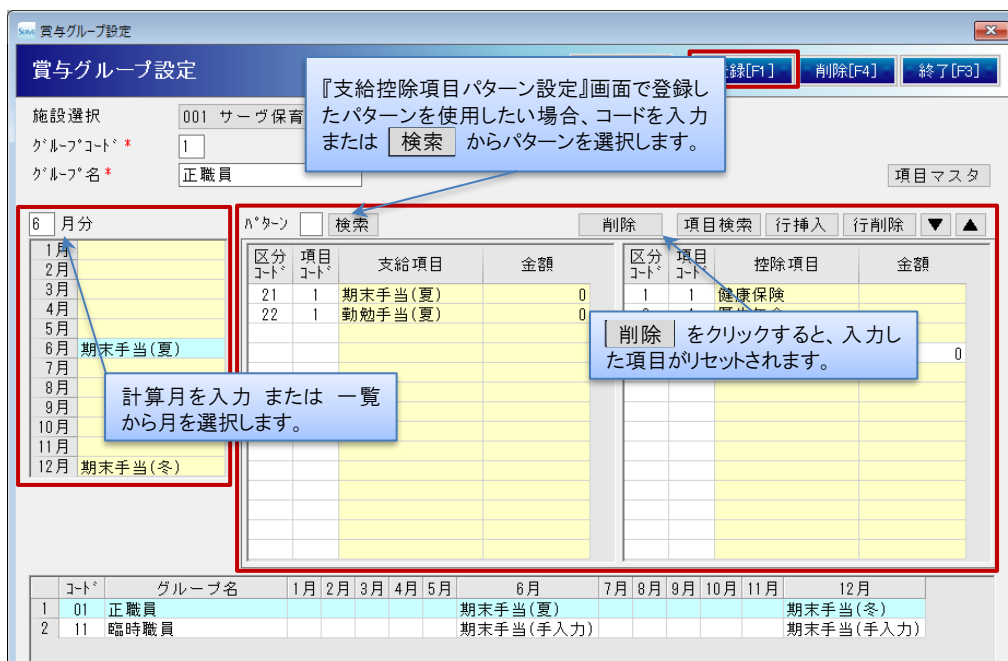 賞与グループ設定
賞与グループ設定
録[F1] 削除[F4] 終了[F3]
『支給控除項目パターン設定』画面で登録し
たパターンを使用したい場合、コードを入力
または 検索 からパターンを選択します。
施設選択 001 サーヴ保育
グループコード* 1
グループ名* 正職員
項目マスタ
6 月分
パターン 検索 削除 項目検索 行挿入 行削除 ▼ ▲
1月
2月
3月
4月
5月
6月 期末手当(夏)
7月
8月
9月
10月
11月
12月 期末手当(冬)
区分コード 項目コード 支給項目 金額
21 1 期末手当(夏) 0
22 1 勤勉手当(夏) 0
区分コード 項目コード 控除項目 金額
1 1 健康保険
0
削除 をクリックすると、入力し
た項目がリセットされます。
計算月を入力 または 一覧
から月を選択します。
コード グループ名 1月 2月 3月 4月 5月 6月 7月 8月 9月 10月 11月 12月
1 01 正職員 期末手当(夏) 期末手当(冬)
2 11 臨時職員 期末手当(手入力) 期末手当(手入力)